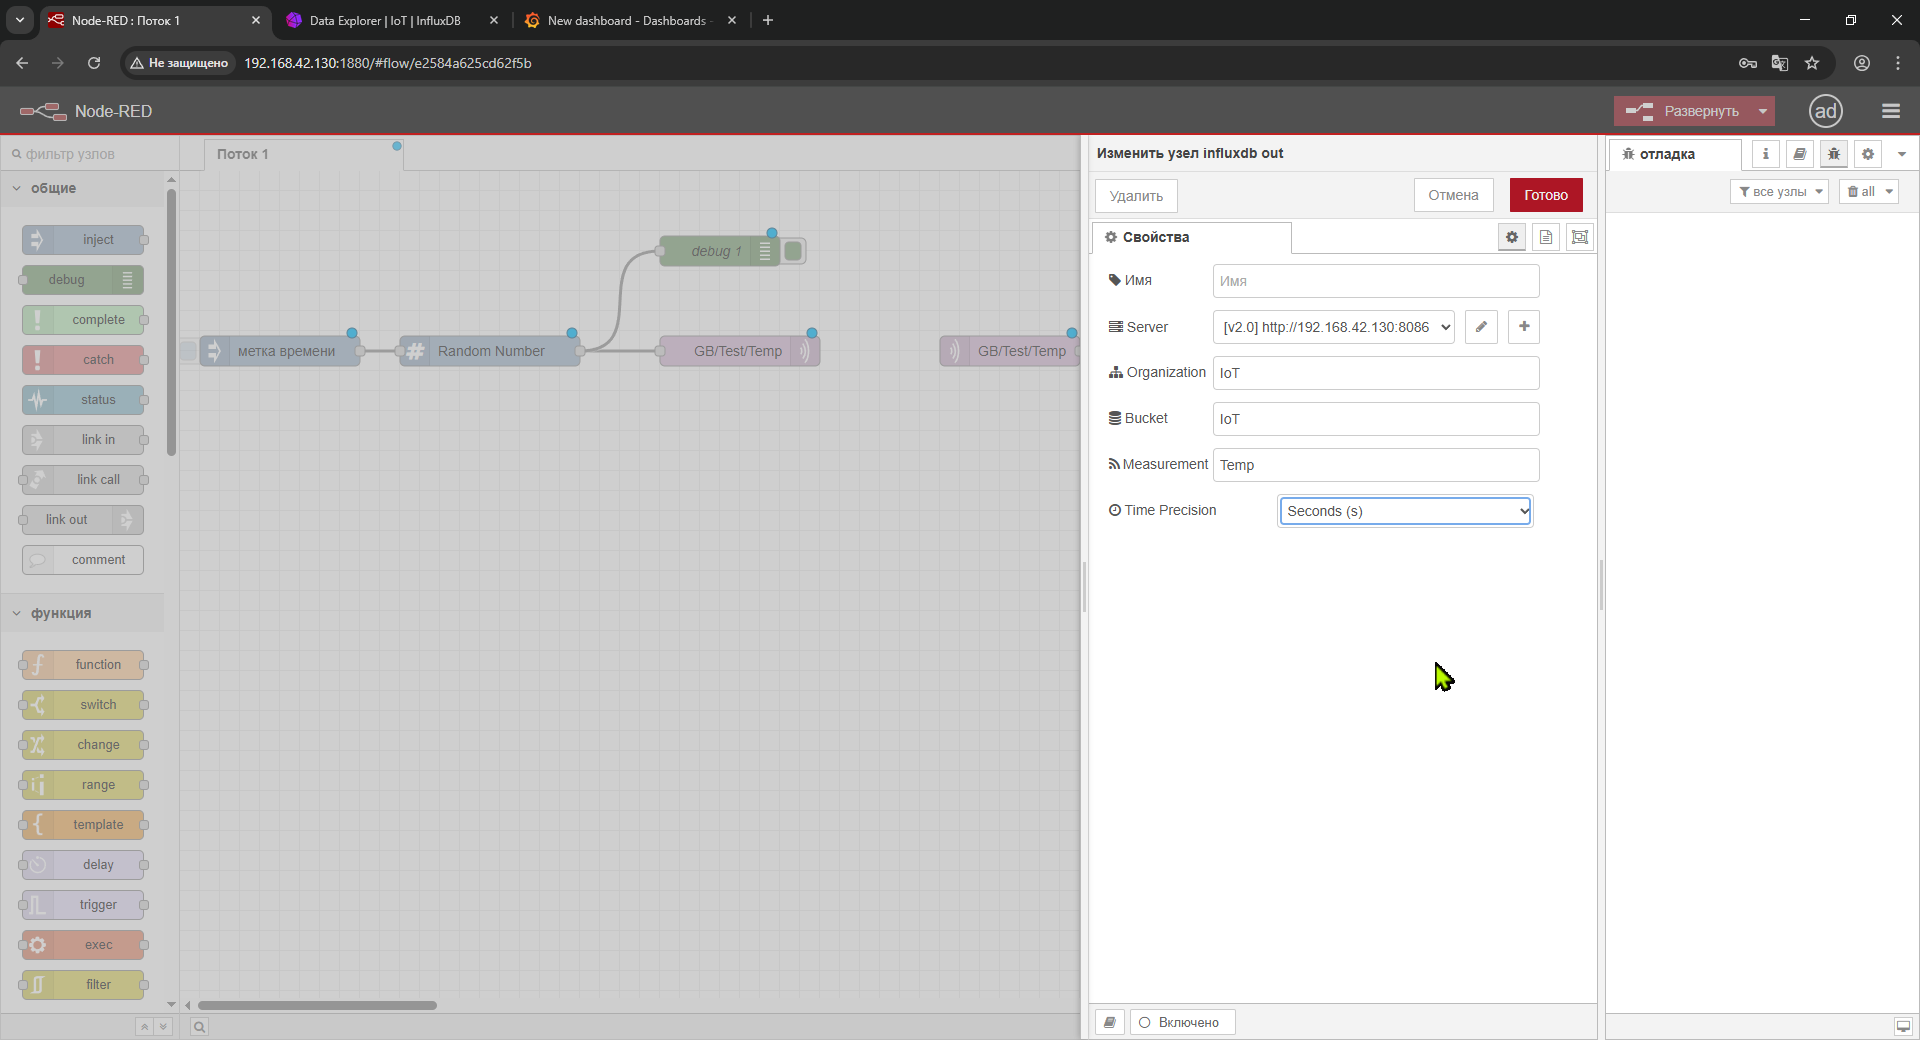 Node-RED : Поток 1
Data Explorer | IoT | InfluxDB
New dashboard - Dashboards -
Не защищено
192.168.42.130:1880/#flow/e2584a625cd62f5b
Node-RED
Развернуть
ad
фильтр узлов
общие
inject
debug
complete
catch
status
link in
link call
link out
comment
функция
function
switch
change
range
template
delay
trigger
exec
filter
Поток 1
debug 1
метка времени
Random Number
GB/Test/Temp
GB/Test/Temp
Изменить узел influxdb out
Удалить
Отмена
Готово
Свойства
Имя
Имя
Server
[v2.0] http://192.168.42.130:8086
Organization
IoT
Bucket
IoT
Measurement
Temp
Time Precision
Seconds (s)
Включено
отладка
все узлы
all